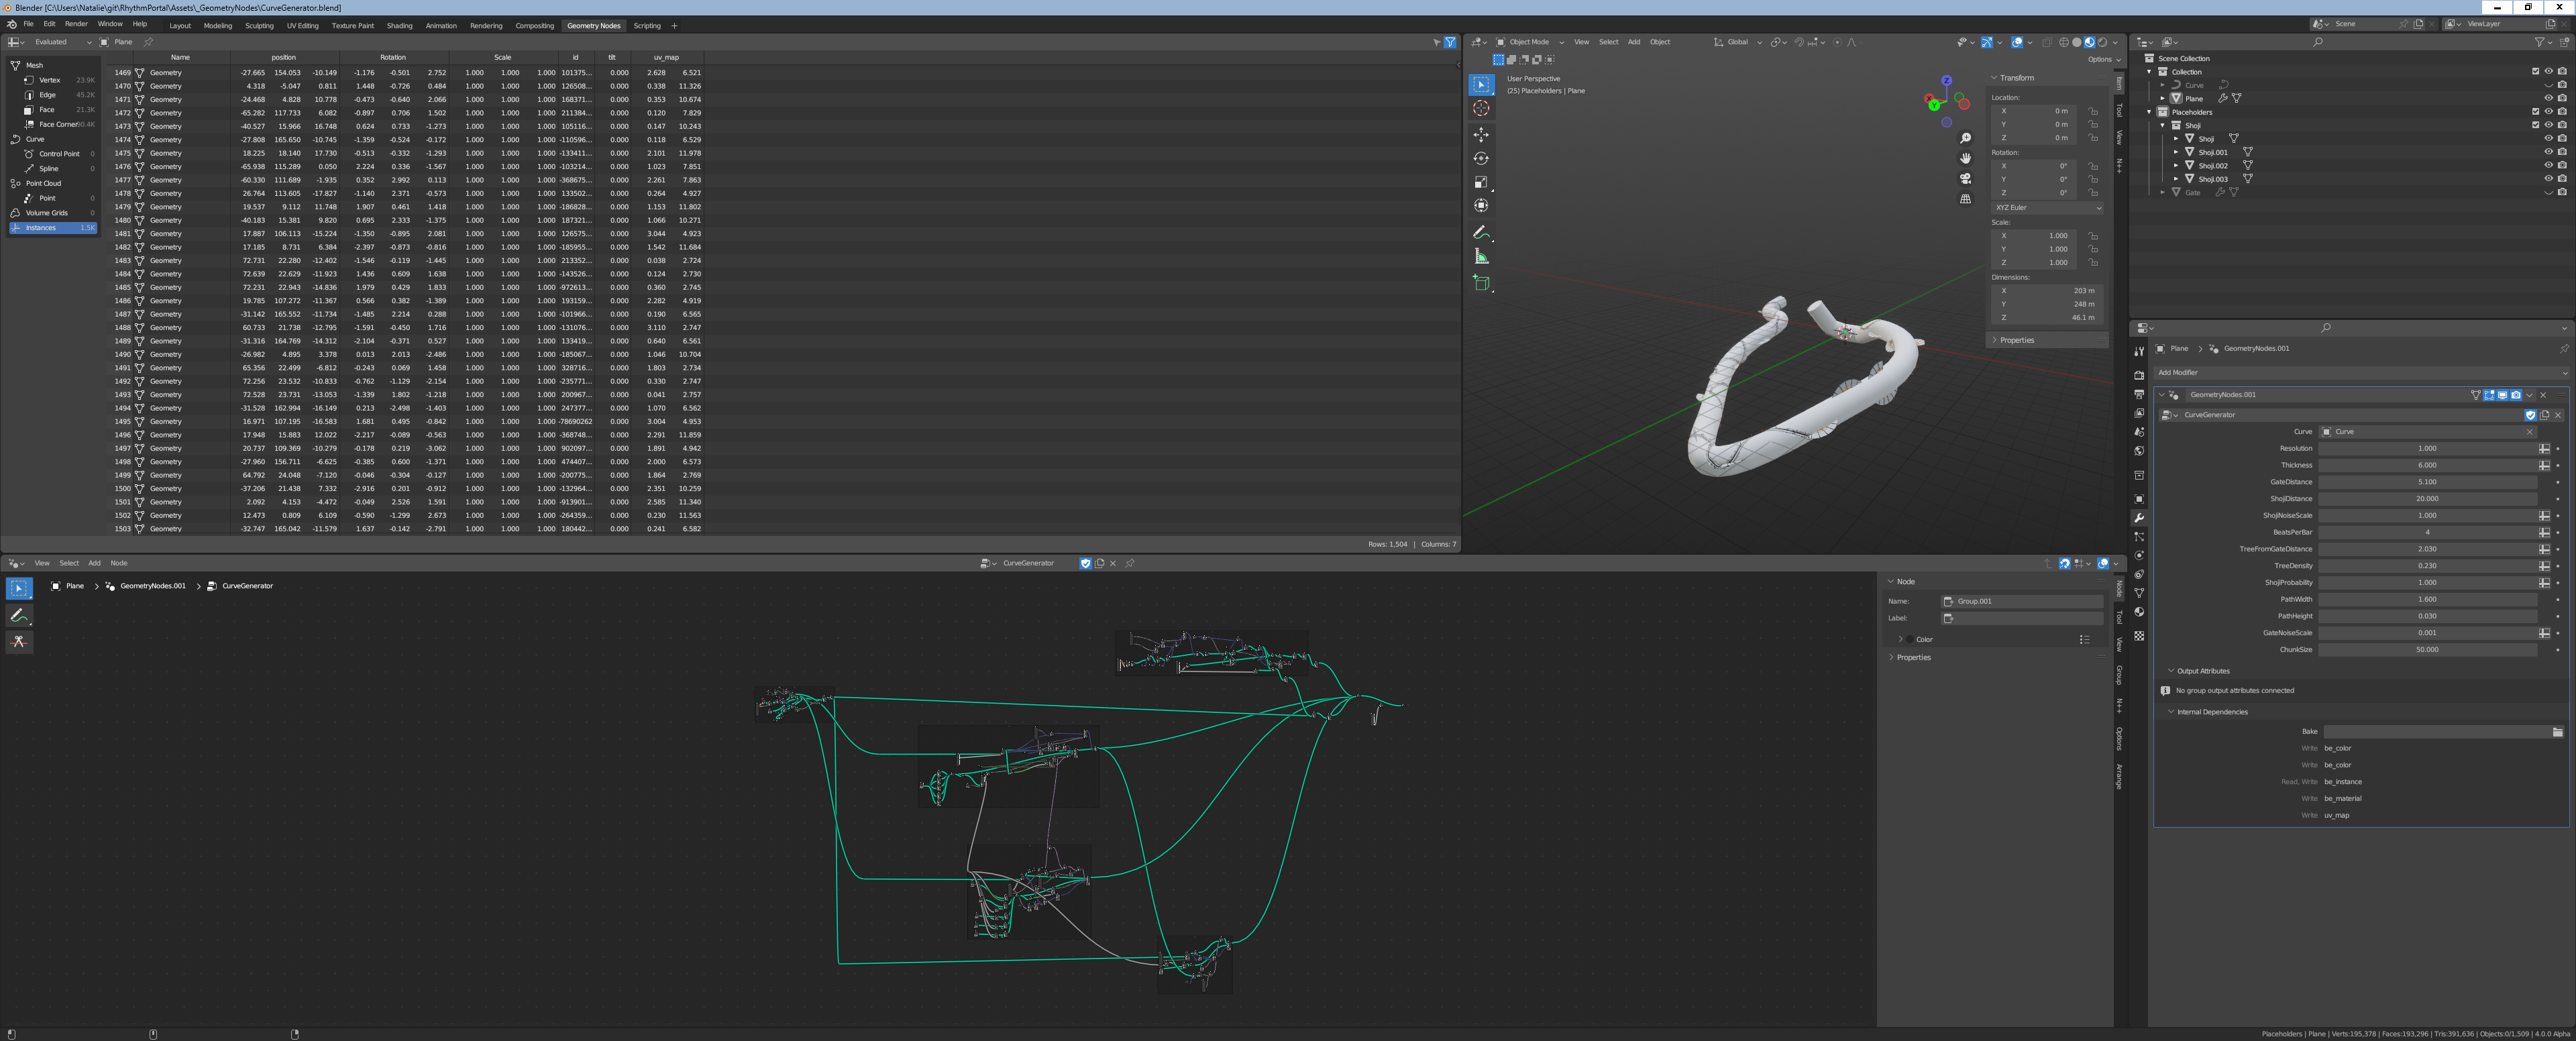 Blender [C:\Users\Natalie\git\RhythmPortal\Assets\_GeometryNodes\CurveGenerator.blend]
File Edit Render Window Help Layout Modeling Sculpting UV Editing Texture Paint Shading Animation Rendering Compositing Geometry Nodes Scripting + Scene ViewLayer
Evaluated Plane
Name position Rotation Scale id tilt uv_map
Mesh
Vertex 23.9K
Edge 45.2K
Face 21.3K
Face Corner
Curve
Control Point 0
Spline 0
Point Cloud
Point 0
Volume Grids 0
Instances 1.5K
1469 Geometry -27.665 154.053 -10.149 -1.176 -0.501 2.752 1.000 1.000 1.000 101375... 0.000 2.628 6.521
1470 Geometry 4.318 -5.047 0.811 1.448 -0.726 0.484 1.000 1.000 1.000 126508... 0.000 0.338 11.326
1471 Geometry -24.468 4.828 10.778 -0.473 -0.640 2.066 1.000 1.000 1.000 168371... 0.000 0.353 10.674
1472 Geometry -65.282 117.733 6.082 -0.897 0.706 1.502 1.000 1.000 1.000 211384... 0.000 0.120 7.829
1473 Geometry -40.527 15.966 16.748 0.624 0.733 -1.273 1.000 1.000 1.000 105116... 0.000 0.147 10.243
1474 Geometry -27.808 165.650 -10.745 -1.359 -0.524 -0.172 1.000 1.000 1.000 -110596... 0.000 0.118 6.529
1475 Geometry 18.225 18.140 17.730 -0.513 -0.332 -1.293 1.000 1.000 1.000 -133411... 0.000 2.101 11.978
1476 Geometry -65.938 115.289 0.050 2.224 0.336 -1.567 1.000 1.000 1.000 -103214... 0.000 1.023 7.851
1477 Geometry -60.330 111.689 -1.935 0.352 2.992 0.113 1.000 1.000 1.000 -368675... 0.000 2.261 7.863
1478 Geometry 26.764 113.605 -17.827 -1.140 2.371 -0.573 1.000 1.000 1.000 133502... 0.000 0.264 4.927
1479 Geometry 19.537 9.112 11.748 1.907 0.461 1.418 1.000 1.000 1.000 -186828... 0.000 1.153 11.802
1480 Geometry -40.183 15.381 9.820 0.695 2.333 -1.375 1.000 1.000 1.000 187321... 0.000 1.066 10.271
1481 Geometry 17.887 106.113 -15.224 -1.350 -0.895 2.081 1.000 1.000 1.000 126575... 0.000 3.044 4.923
1482 Geometry 17.185 8.731 6.384 -2.397 -0.873 -0.816 1.000 1.000 1.000 -185955... 0.000 1.542 11.684
1483 Geometry 72.731 22.280 -12.402 -1.546 -0.119 -1.445 1.000 1.000 1.000 213352... 0.000 0.038 2.724
1484 Geometry 72.639 22.629 -11.923 1.436 0.609 1.638 1.000 1.000 1.000 -143526... 0.000 0.124 2.730
1485 Geometry 72.231 22.943 -14.836 1.979 0.429 1.833 1.000 1.000 1.000 -972613... 0.000 0.360 2.745
1486 Geometry 19.785 107.272 -11.367 0.566 0.382 -1.389 1.000 1.000 1.000 193159... 0.000 2.282 4.919
1487 Geometry -31.142 165.552 -11.734 -1.485 2.214 0.288 1.000 1.000 1.000 -101966... 0.000 0.190 6.565
1488 Geometry 60.733 21.738 -12.795 -1.591 -0.450 1.716 1.000 1.000 1.000 -131076... 0.000 3.110 2.747
1489 Geometry -31.316 164.769 -14.312 -2.104 -0.371 0.527 1.000 1.000 1.000 133419... 0.000 0.640 6.561
1490 Geometry -26.982 4.895 3.378 0.013 2.013 -2.486 1.000 1.000 1.000 -185067... 0.000 1.046 10.704
1491 Geometry 65.356 22.499 -6.812 -0.243 0.069 1.458 1.000 1.000 1.000 328716... 0.000 1.803 2.734
1492 Geometry 72.256 23.532 -10.833 -0.762 -1.129 -2.154 1.000 1.000 1.000 -235771... 0.000 0.330 2.747
1493 Geometry 72.528 23.731 -13.053 -1.339 1.802 -1.218 1.000 1.000 1.000 200967... 0.000 0.041 2.757
1494 Geometry -31.528 162.994 -16.149 0.213 -2.498 -1.403 1.000 1.000 1.000 247377... 0.000 1.070 6.562
1495 Geometry 16.971 107.195 -16.583 1.681 0.495 -0.842 1.000 1.000 1.000 -78690262 0.000 3.004 4.953
1496 Geometry 17.948 15.883 12.022 -2.217 -0.089 -0.563 1.000 1.000 1.000 -368748... 0.000 2.291 11.859
1497 Geometry 20.737 109.369 -10.279 -0.178 0.219 -3.062 1.000 1.000 1.000 902097... 0.000 1.891 4.942
1498 Geometry -27.960 156.711 -6.625 -0.385 0.600 -1.371 1.000 1.000 1.000 474407... 0.000 2.000 6.573
1499 Geometry 64.792 24.048 -7.120 -0.046 -0.304 -0.127 1.000 1.000 1.000 -200775... 0.000 1.864 2.769
1500 Geometry -37.206 21.438 7.332 -2.916 0.201 -0.912 1.000 1.000 1.000 -132964... 0.000 2.351 10.259
1501 Geometry 2.092 4.153 -4.472 -0.049 2.526 1.591 1.000 1.000 1.000 -913901... 0.000 2.585 11.340
1502 Geometry 12.473 0.809 6.109 -0.590 -1.299 2.673 1.000 1.000 1.000 -264359... 0.000 0.230 11.563
1503 Geometry -32.747 165.042 -11.579 1.637 -0.142 -2.791 1.000 1.000 1.000 180442... 0.000 0.241 6.582
Rows: 1,504 | Columns: 7
Object Mode View Select Add Object Global
Options
User Perspective
(25) Placeholders | Plane
Z
X
Y
Transform
Location:
X 0 m
Y 0 m
Z 0 m
Rotation:
X 0°
Y 0°
Z 0°
XYZ Euler
Scale:
X 1.000
Y 1.000
Z 1.000
Dimensions:
X 203 m
Y 248 m
Z 46.1 m
Properties
Item
Tool
View
N++
Scene Collection
Collection
Curve
Plane
Placeholders
Shoji
Shoji
Shoji.001
Shoji.002
Shoji.003
Gate
Plane > GeometryNodes.001
Add Modifier
GeometryNodes.001
CurveGenerator
Curve Curve
Resolution 1.000
Thickness 6.000
GateDistance 5.100
ShojiDistance 20.000
ShojiNoiseScale 1.000
BeatsPerBar 4
TreeFromGateDistance 2.030
TreeDensity 0.230
ShojiProbability 1.000
PathWidth 1.600
PathHeight 0.030
GateNoiseScale 0.001
ChunkSize 50.000
Output Attributes
No group output attributes connected
Internal Dependencies
Bake
Write be_color
Write be_color
Read, Write be_instance
Write be_material
Write uv_map
View Select Add Node CurveGenerator
Plane > GeometryNodes.001 > CurveGenerator
Node
Name: Group.001
Label:
Color
Properties
Node
Tool
View
Group
N++
Options
Arrange
Placeholders | Plane | Verts:195,378 | Faces:193,296 | Tris:391,636 | Objects:0/1,509 | 4.0.0 Alpha